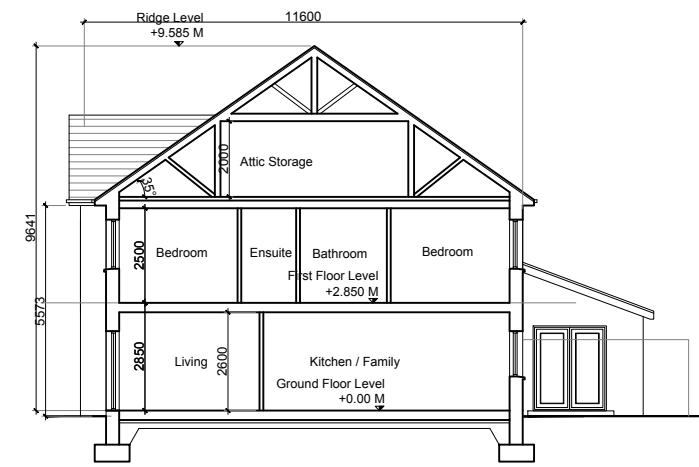 Ridge Level
+9.585 M
11600
Attic Storage
2000
35°
9641
5573
2500
Bedroom
Ensuite
Bathroom
Bedroom
First Floor Level
+2.850 M
2850
Living
2600
Kitchen / Family
Ground Floor Level
+0.00 M